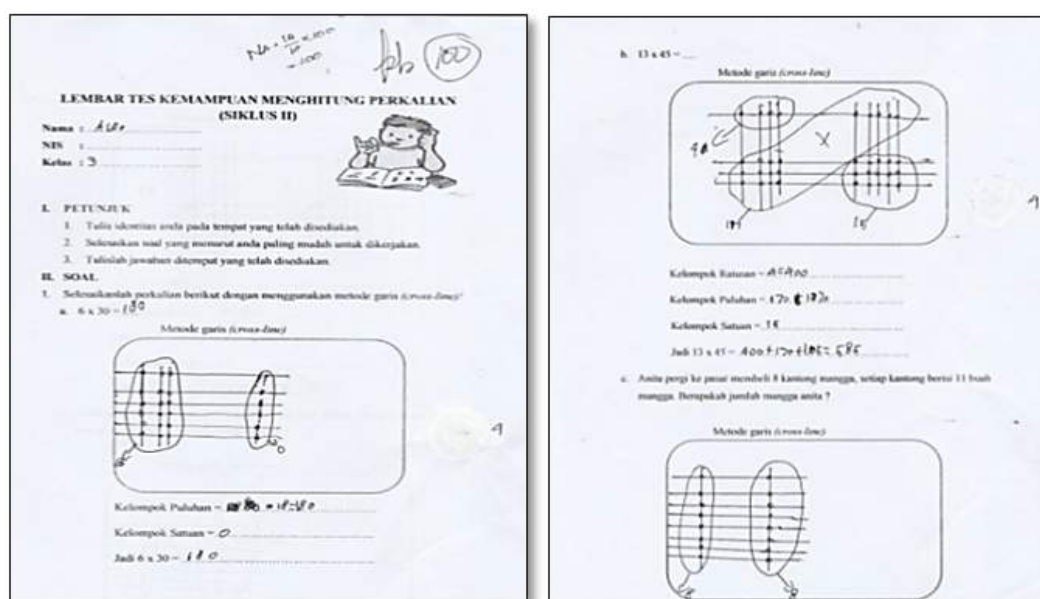 100
LEMBAR TES KEMAMPUAN MENGHITUNG PERKALIAN
(SIKLUS II)
Nama :
NIS :
Kelas : 3
I. PETUNJUK
1. Tulis identitas anda pada tempat yang telah disediakan.
2. Selesaikan soal yang menurut anda paling mudah untuk dikerjakan.
3. Tulislah jawaban ditempat yang telah disediakan.
II. SOAL
1. Selesaikanlah perkalian berikut dengan menggunakan metode garis (cross-line)!
a. 6 x 30 = 180
Metode garis (cross-line)
Kelompok Puluhan =
Kelompok Satuan = 0
Jadi 6 x 30 = 180
b. 13 x 45 = ....
Metode garis (cross-line)
x
15
Kelompok Ratusan =
Kelompok Puluhan =
Kelompok Satuan = 15
Jadi 13 x 45 =
c. Anita pergi ke pasar membeli 8 kantong mangga, setiap kantong berisi 11 buah
mangga. Berapakah jumlah mangga anita ?
Metode garis (cross-line)
8